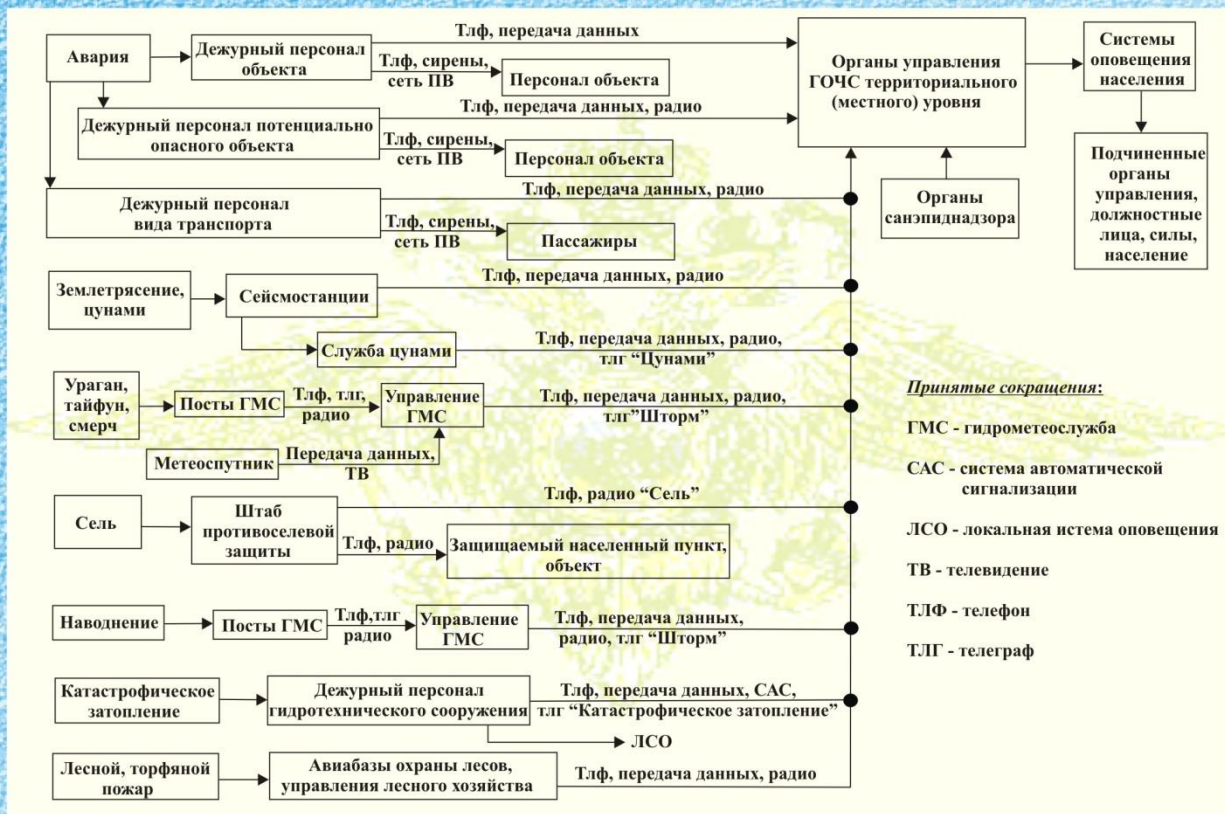 Авария
Дежурный персонал
объекта
Тлф, передача данных
Тлф, сирены,
сеть ПВ
Персонал объекта
Органы управления
ГОЧС территориального
(местного) уровня
Системы
оповещения
населения
Дежурный персонал потенциально
опасного объекта
Тлф, передача данных, радио
Тлф, сирены,
сеть ПВ
Персонал объекта
Органы
санэпиднадзора
Подчиненные
органы
управления,
должностные
лица, силы,
население
Дежурный персонал
вида транспорта
Тлф, передача данных, радио
Тлф, сирены,
сеть ПВ
Пассажиры
Землетрясение,
цунами
Сейсмостанции
Тлф, передача данных, радио
Служба цунами
Тлф, передача данных, радио,
тлг “Цунами”
Ураган,
тайфун,
смерч
Посты ГМС
Тлф, тлг,
радио
Управление
ГМС
Тлф, передача данных, радио,
тлг”Шторм”
Метеоспутник
Передача данных,
ТВ
Сель
Штаб
противоселевой
защиты
Тлф, радио “Сель”
Тлф, радио
Защищаемый населенный пункт,
объект
Наводнение
Посты ГМС
Тлф,тлг
радио
Управление
ГМС
Тлф, передача данных,
радио, тлг “Шторм”
Катастрофическое
затопление
Дежурный персонал
гидротехнического сооружения
Тлф, передача данных, САС,
тлг “Катастрофическое затопление”
ЛСО
Лесной, торфяной
пожар
Авиабазы охраны лесов,
управления лесного хозяйства
Тлф, передача данных, радио
Принятые сокращения:
ГМС - гидрометеослужба
САС - система автоматической
сигнализации
ЛСО - локальная истема оповещения
ТВ - телевидение
ТЛФ - телефон
ТЛГ - телеграф